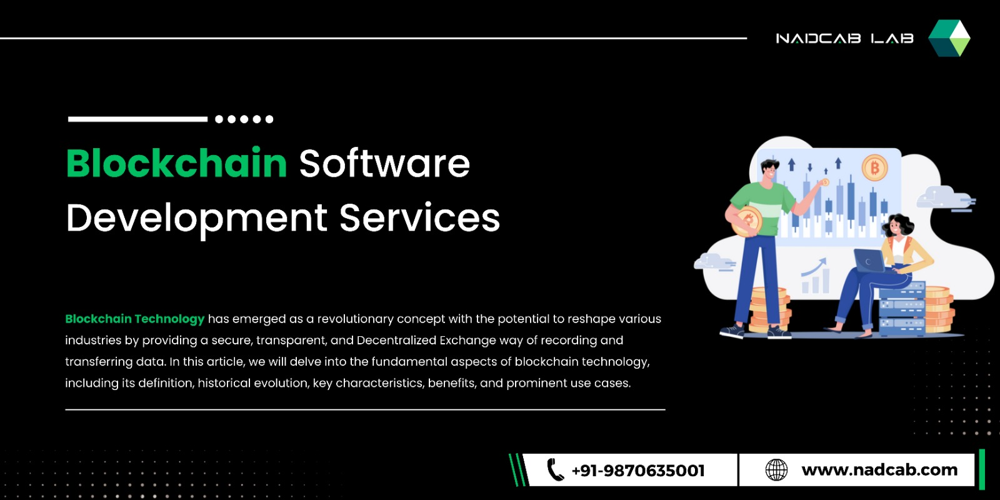 NADCAB LAB
Blockchain Software
Development Services
Blockchain Technology has emerged as a revolutionary concept with the potential to reshape various
industries by providing a secure, transparent, and Decentralized Exchange way of recording and
transferring data. In this article, we will delve into the fundamental aspects of blockchain technology,
including its definition, historical evolution, key characteristics, benefits, and prominent use cases.
+91-9870635001
www.nadcab.com